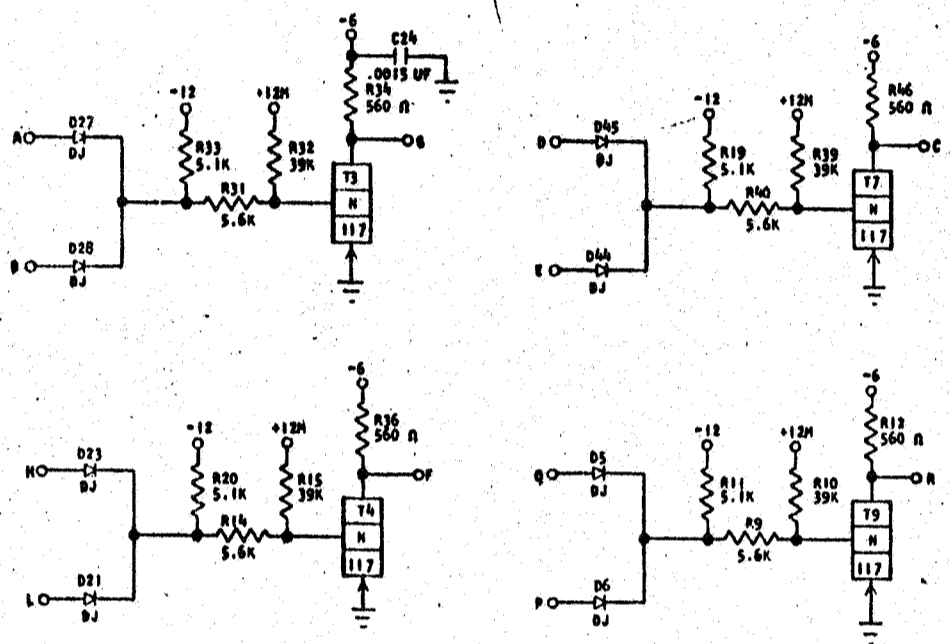 -6
C24
.0015 UF
R34
560 Ω
-12
+12M
A
D27
DJ
R33
5.1K
R32
39K
R31
5.6K
T3
N
117
D28
DJ
-6
R46
560 Ω
-12
+12M
D
D45
DJ
R19
5.1K
R39
39K
C
R40
5.6K
T7
N
117
E
D44
DJ
-6
R36
560 Ω
-12
+12M
D23
DJ
R20
5.1K
R15
39K
F
R14
5.6K
T4
N
117
L
D21
DJ
-6
R12
560 Ω
-12
+12M
Q
D5
DJ
R11
5.1K
R10
39K
R
R9
5.6K
T9
N
117
P
D6
DJ